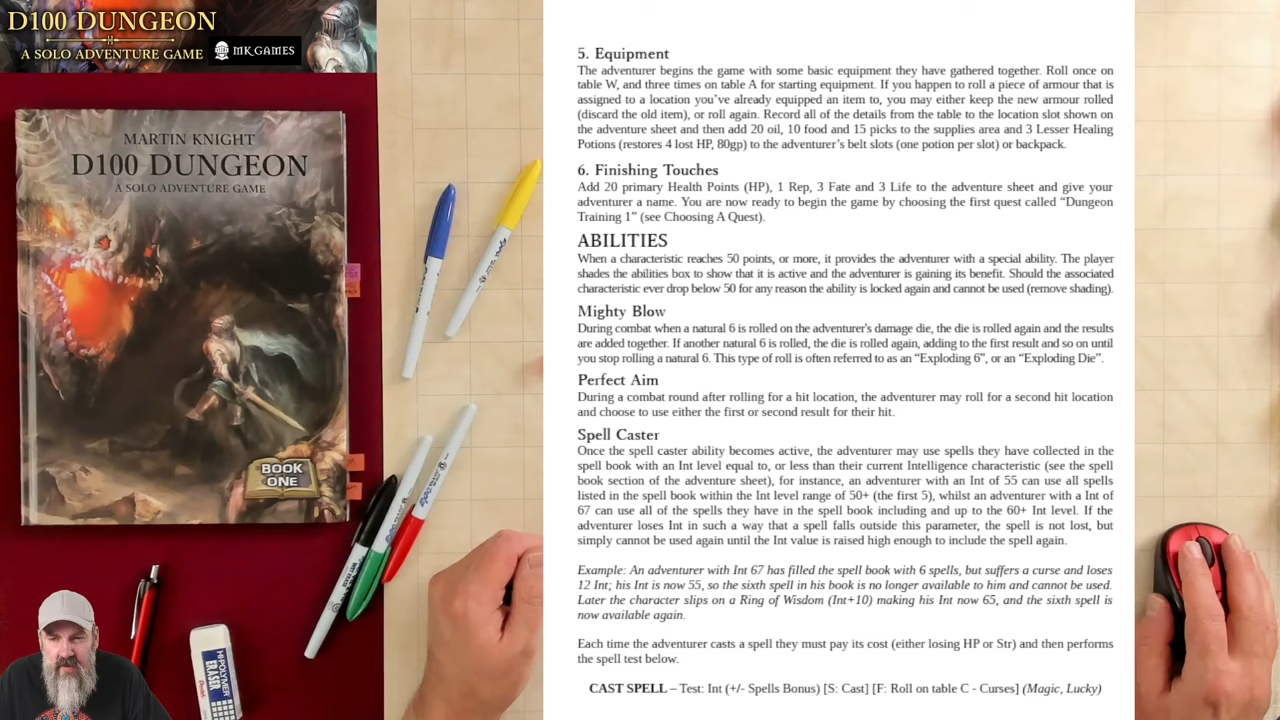 D100 DUNGEON
A SOLO ADVENTURE GAME
MK GAMES
MARTIN KNIGHT
D100 DUNGEON
A SOLO ADVENTURE GAME
BOOK
ONE
HI-POLYMER
ERASER
Pentel
EXPO
5. Equipment
The adventurer begins the game with some basic equipment they have gathered together. Roll once on
table W, and three times on table A for starting equipment. If you happen to roll a piece of armour that is
assigned to a location you've already equipped an item to, you may either keep the new armour rolled
(discard the old item), or roll again. Record all of the details from the table to the location slot shown on
the adventure sheet and then add 20 oil, 10 food and 15 picks to the supplies area and 3 Lesser Healing
Potions (restores 4 lost HP, 80gp) to the adventurer's belt slots (one potion per slot) or backpack.
6. Finishing Touches
Add 20 primary Health Points (HP), 1 Rep, 3 Fate and 3 Life to the adventure sheet and give your
adventurer a name. You are now ready to begin the game by choosing the first quest called “Dungeon
Training 1” (see Choosing A Quest).
ABILITIES
When a characteristic reaches 50 points, or more, it provides the adventurer with a special ability. The player
shades the abilities box to show that it is active and the adventurer is gaining its benefit. Should the associated
characteristic ever drop below 50 for any reason the ability is locked again and cannot be used (remove shading).
Mighty Blow
During combat when a natural 6 is rolled on the adventurer's damage die, the die is rolled again and the results
are added together. If another natural 6 is rolled, the die is rolled again, adding to the first result and so on until
you stop rolling a natural 6. This type of roll is often referred to as an “Exploding 6”, or an “Exploding Die”.
Perfect Aim
During a combat round after rolling for a hit location, the adventurer may roll for a second hit location
and choose to use either the first or second result for their hit.
Spell Caster
Once the spell caster ability becomes active, the adventurer may use spells they have collected in the
spell book with an Int level equal to, or less than their current Intelligence characteristic (see the spell
book section of the adventure sheet), for instance, an adventurer with an Int of 55 can use all spells
listed in the spell book within the Int level range of 50+ (the first 5), whilst an adventurer with a Int of
67 can use all of the spells they have in the spell book including and up to the 60+ Int level. If the
adventurer loses Int in such a way that a spell falls outside this parameter, the spell is not lost, but
simply cannot be used again until the Int value is raised high enough to include the spell again.
Example: An adventurer with Int 67 has filled the spell book with 6 spells, but suffers a curse and loses
12 Int; his Int is now 55, so the sixth spell in his book is no longer available to him and cannot be used.
Later the character slips on a Ring of Wisdom (Int+10) making his Int now 65, and the sixth spell is
now available again.
Each time the adventurer casts a spell they must pay its cost (either losing HP or Str) and then performs
the spell test below.
CAST SPELL – Test: Int (+/- Spells Bonus) [S: Cast] [F: Roll on table C - Curses] (Magic, Lucky)